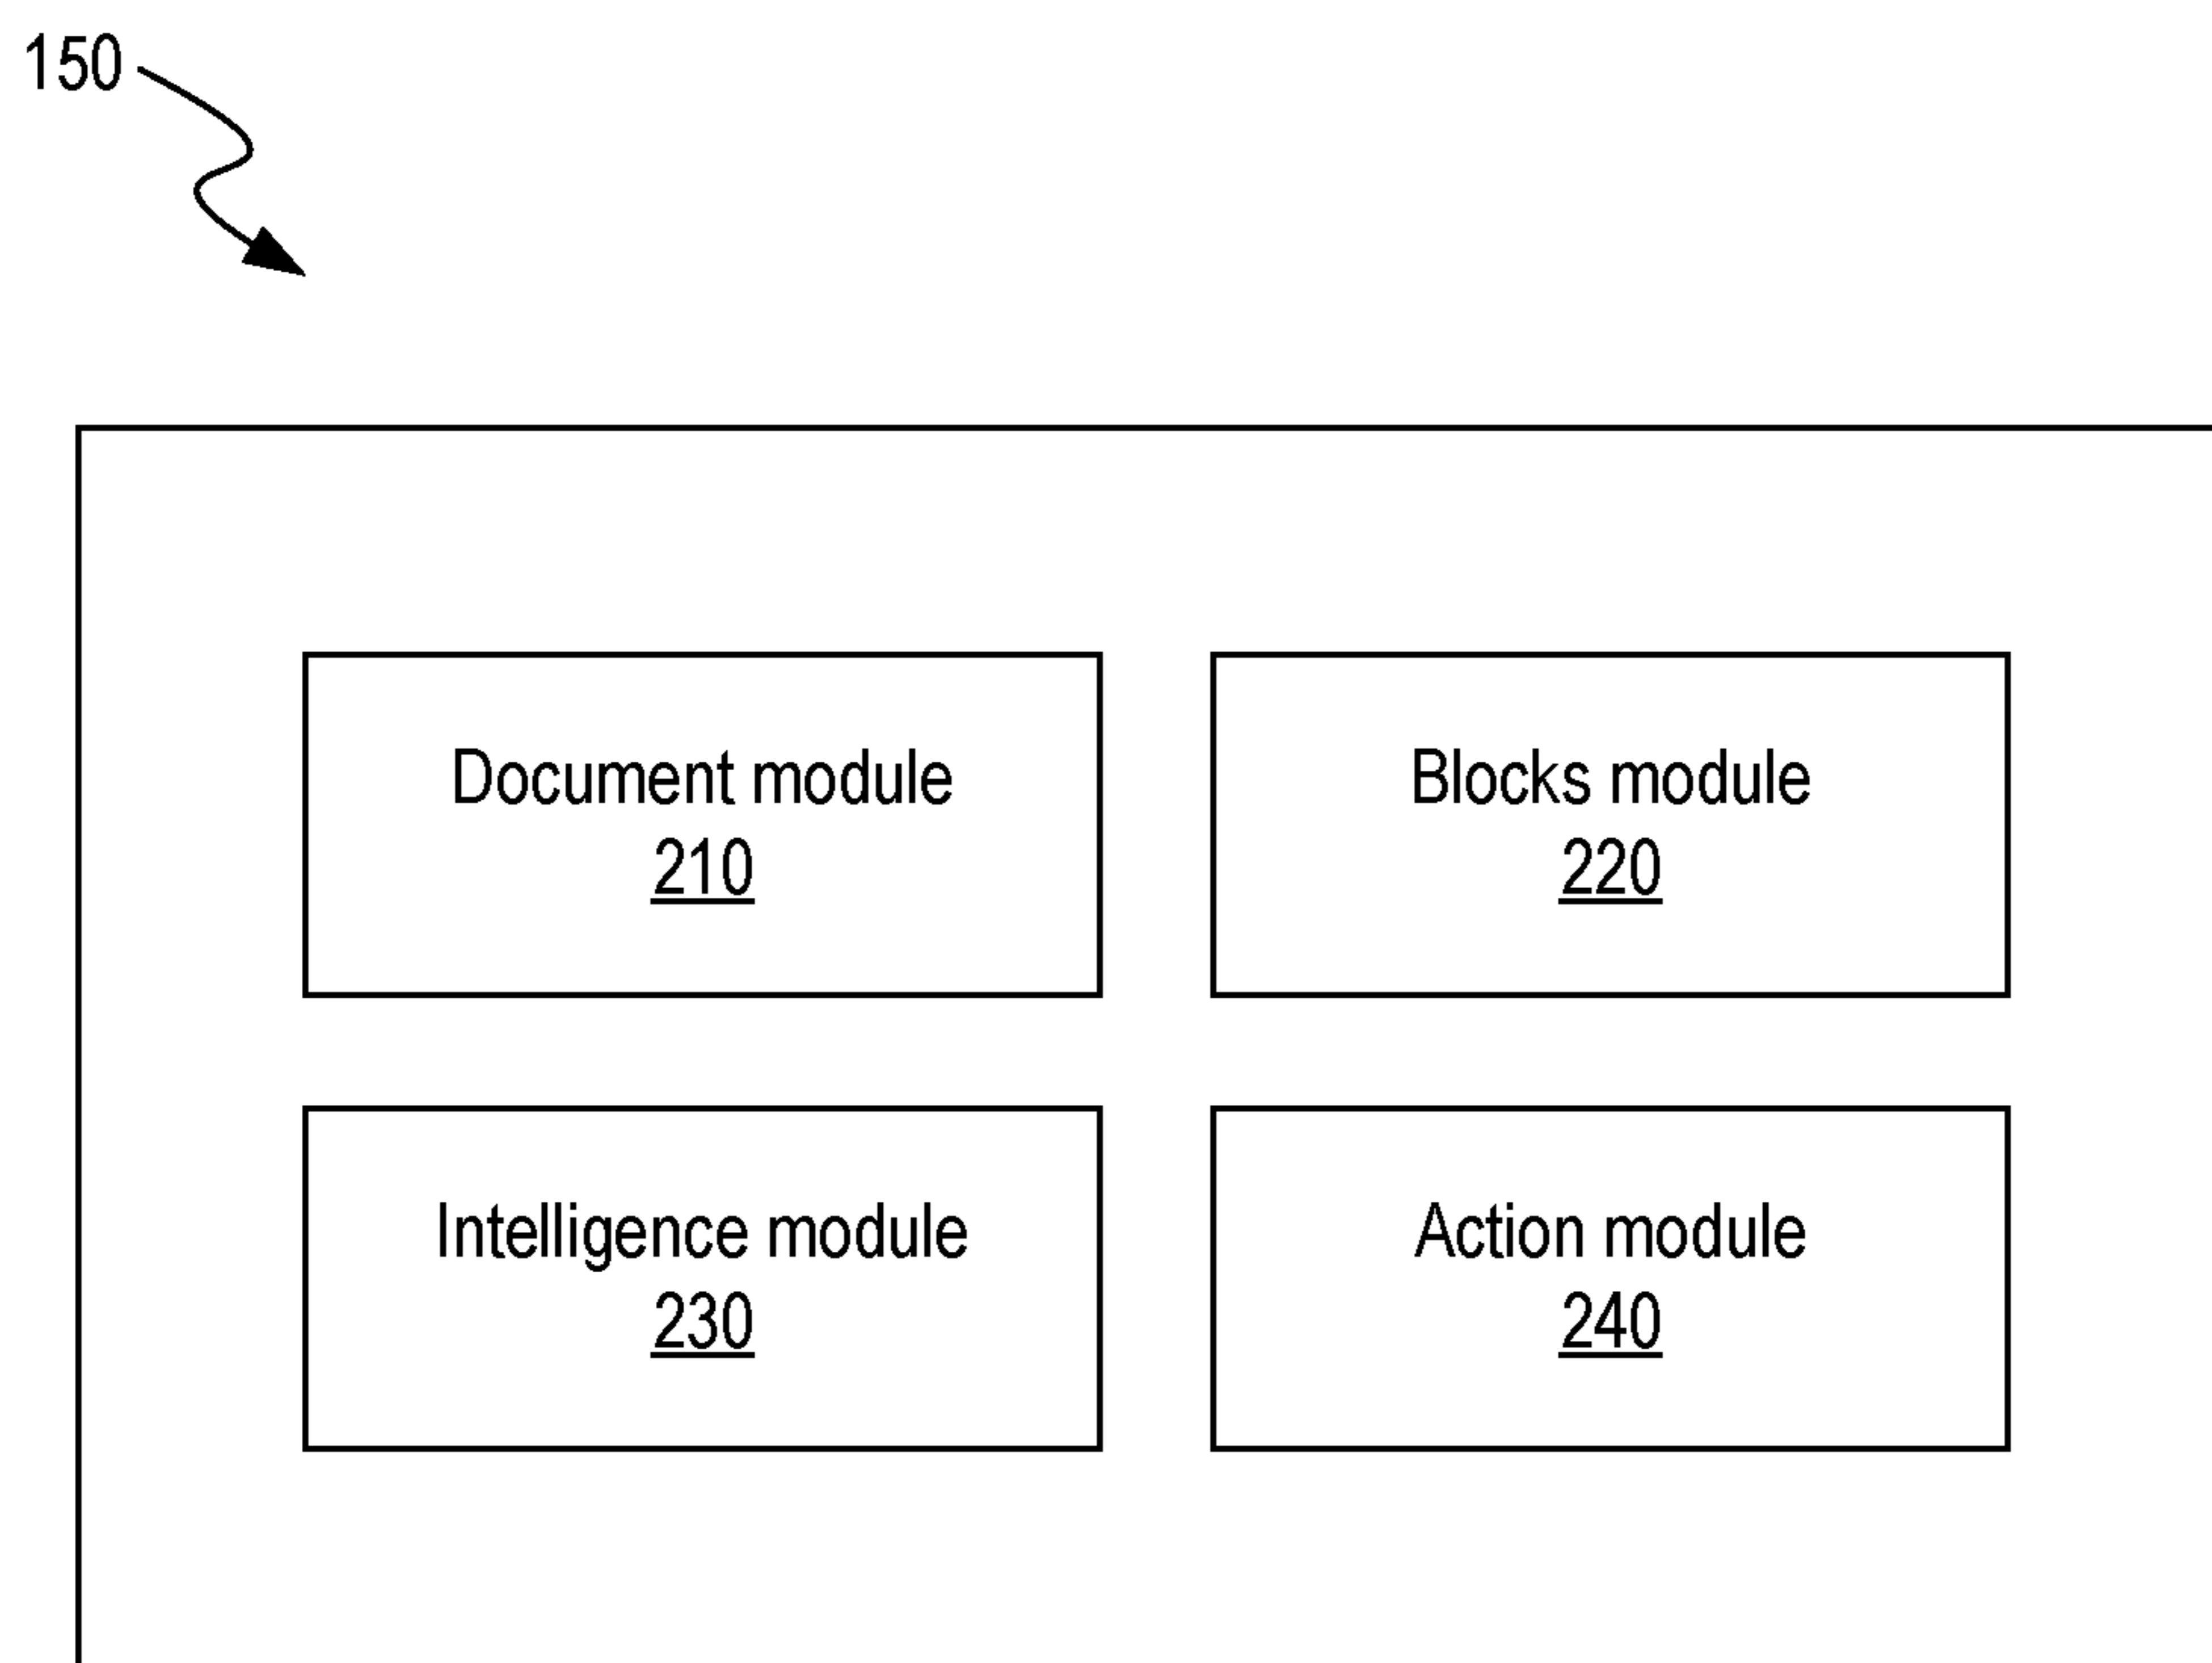 150
Document module
210
Blocks module
220
Intelligence module
230
Action module
240